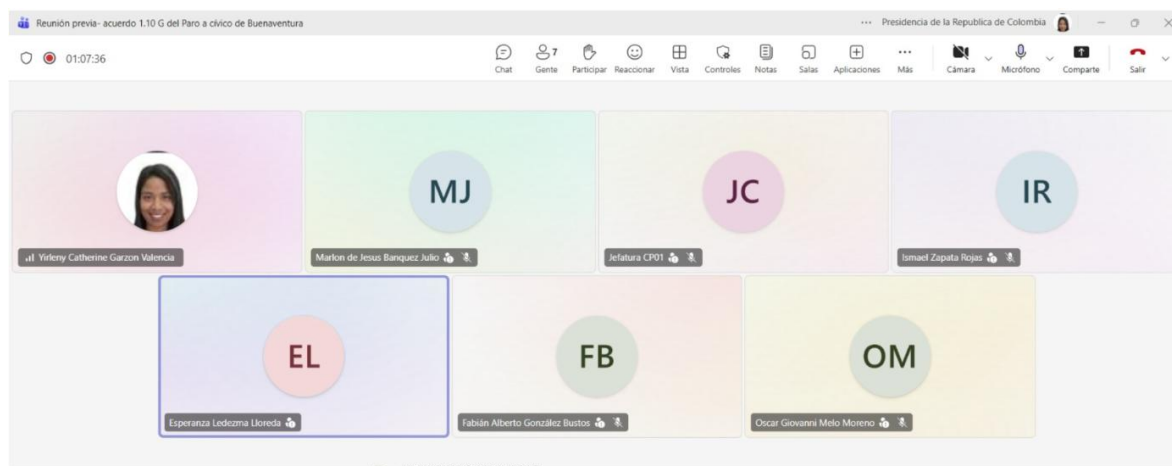 Reunión previa- acuerdo 1.10 G del Paro a cívico de Buenaventura
... Presidencia de la Republica de Colombia
01:07:36
Chat
7
Gente
Participar
Reaccionar
Vista
Controles
Notas
Salas
Aplicaciones
Más
Cámara
Micrófono
Comparte
Salir
Yirleny Catherine Garzon Valencia
MJ
Marlon de Jesus Banquez Julio
JC
Jefatura CP01
IR
Ismael Zapata Rojas
EL
Esperanza Ledezma Lloreda
FB
Fabián Alberto González Bustos
OM
Oscar Giovanni Melo Moreno